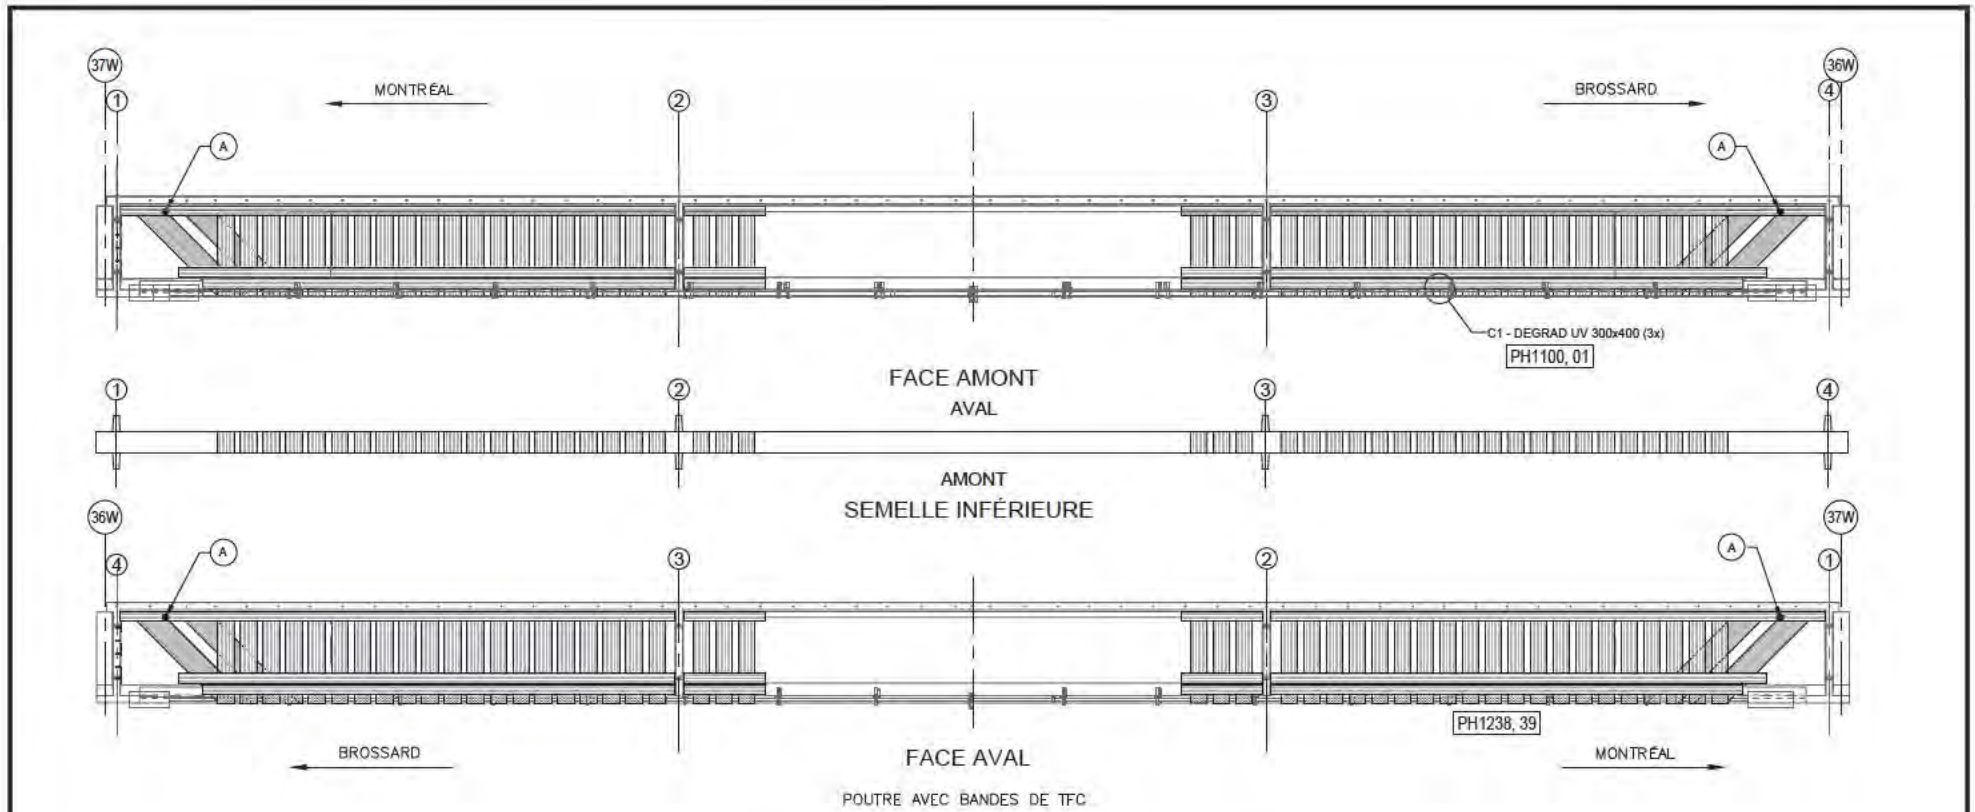 37W
36W
MONTRÉAL
BROSSARD
1
2
3
4
A
A
C1 - DEGRAD UV 300x400 (3x)
PH1100, 01
FACE AMONT
1
2
3
4
AVAL
AMONT
SEMELLE INFÉRIEURE
36W
37W
4
3
2
1
A
A
PH1238, 39
BROSSARD
FACE AVAL
MONTRÉAL
POUTRE AVEC BANDES DE TFC